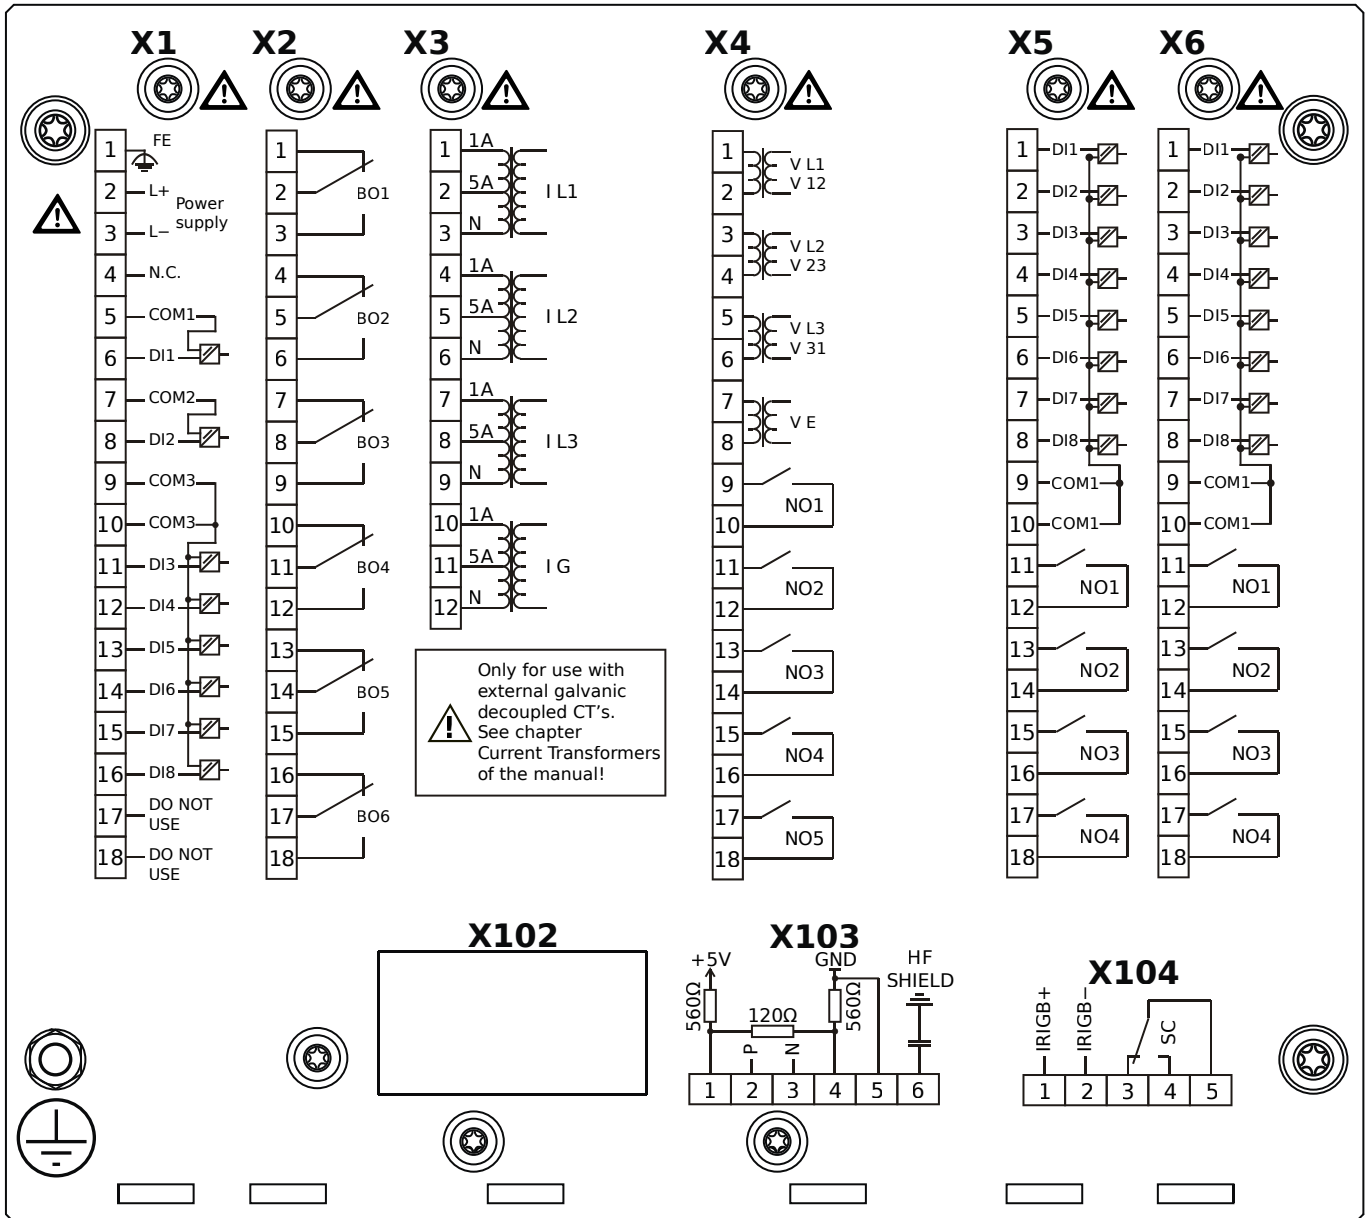 X1
X2
X3
X4
X5
X6
1 FE
2 L+
Power
supply
3 L−
4 N.C.
5 COM1
6 DI1
7 COM2
8 DI2
9 COM3
10 COM3
11 DI3
12 DI4
13 DI5
14 DI6
15 DI7
16 DI8
17 DO NOT
USE
18 DO NOT
USE
1
2 BO1
3
4
5 BO2
6
7
8 BO3
9
10
11 BO4
12
13
14 BO5
15
16
17 BO6
18
1 1A
2 5A I L1
3 N
4 1A
5 5A I L2
6 N
7 1A
8 5A I L3
9 N
10 1A
11 5A I G
12 N
Only for use with
external galvanic
decoupled CT's.
See chapter
Current Transformers
of the manual!
1 V L1
2 V 12
3 V L2
4 V 23
5 V L3
6 V 31
7 V E
8
9 NO1
10
11 NO2
12
13 NO3
14
15 NO4
16
17 NO5
18
1 DI1
2 DI2
3 DI3
4 DI4
5 DI5
6 DI6
7 DI7
8 DI8
9 COM1
10 COM1
11 NO1
12
13 NO2
14
15 NO3
16
17 NO4
18
1 DI1
2 DI2
3 DI3
4 DI4
5 DI5
6 DI6
7 DI7
8 DI8
9 COM1
10 COM1
11 NO1
12
13 NO2
14
15 NO3
16
17 NO4
18
X102
X103
+5V
GND
HF
SHIELD
560Ω
120Ω
560Ω
P
N
1 2 3 4 5 6
X104
IRIGB+
IRIGB−
SC
1 2 3 4 5